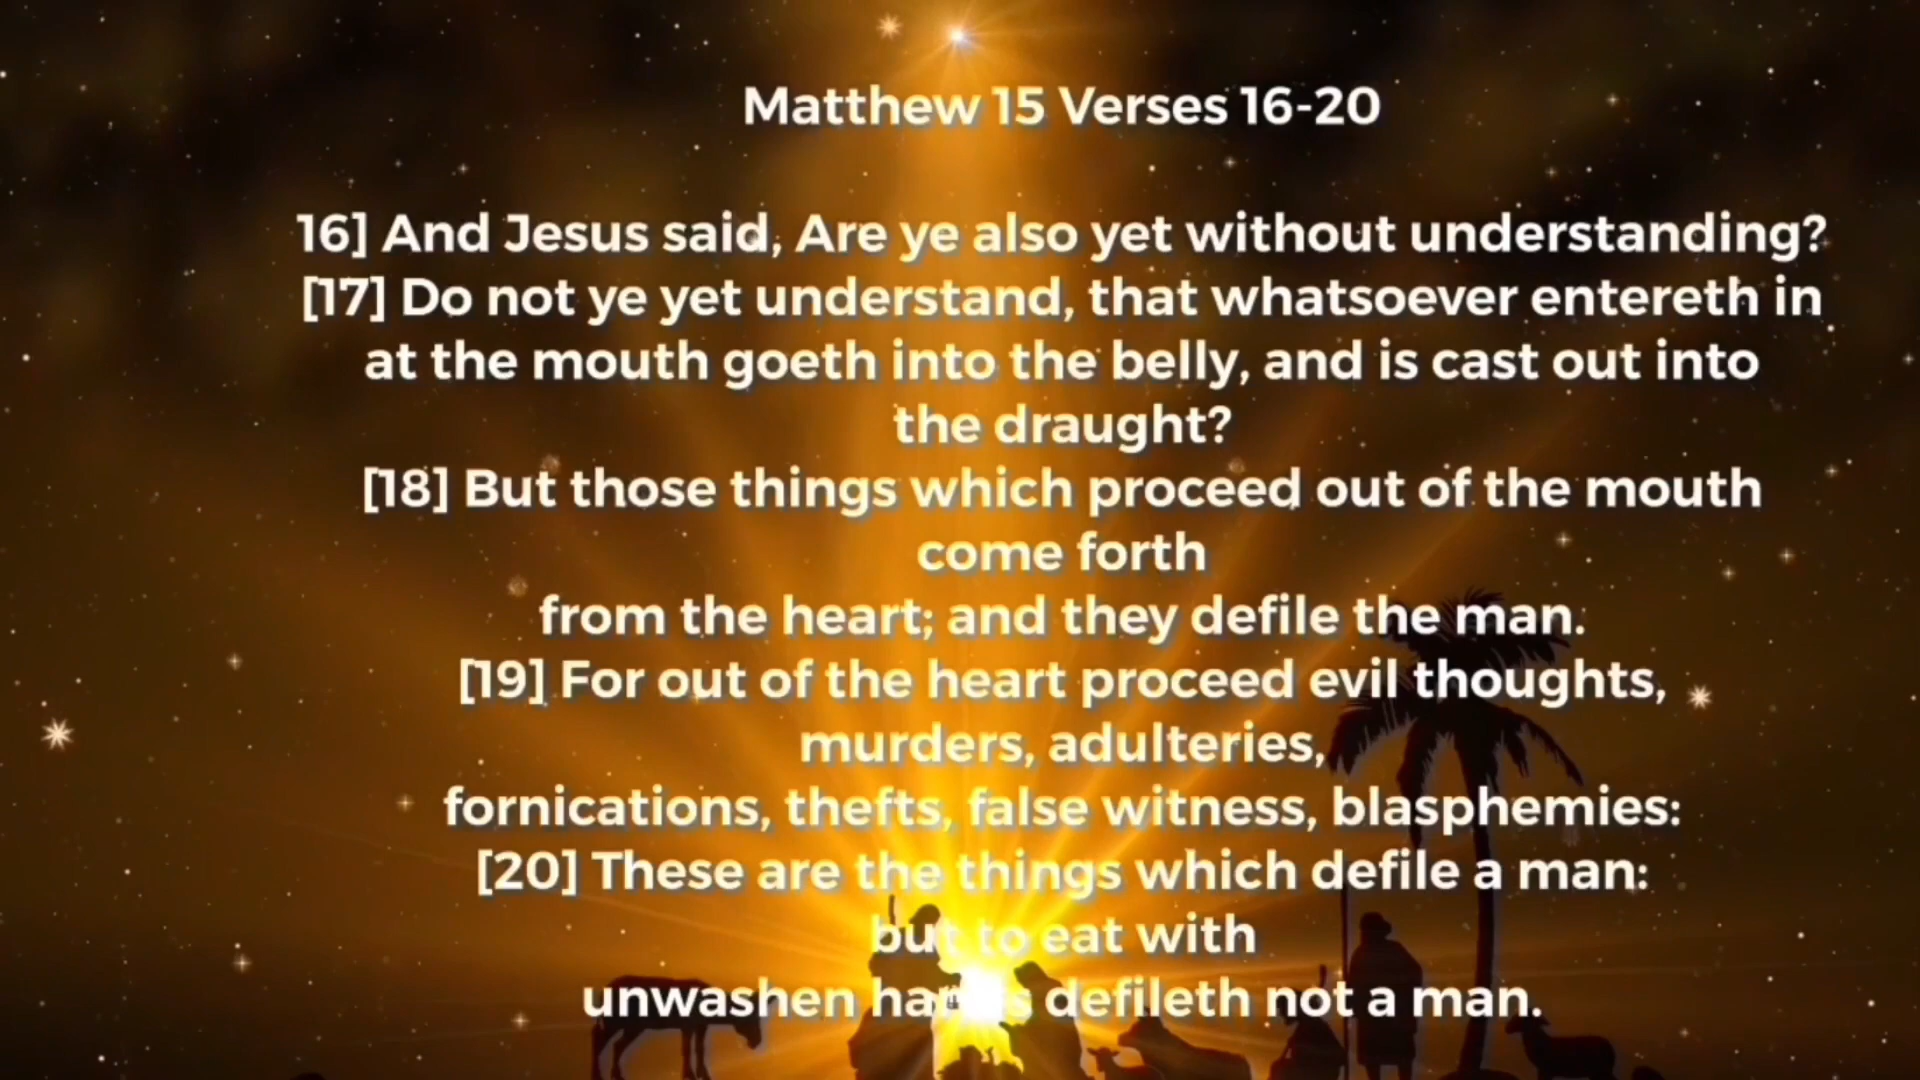 Matthew 15 Verses 16-20
16] And Jesus said, Are ye also yet without understanding?
[17] Do not ye yet understand, that whatsoever entereth in
at the mouth goeth into the belly, and is cast out into
the draught?
[18] But those things which proceed out of the mouth
come forth
from the heart; and they defile the man.
[19] For out of the heart proceed evil thoughts,
murders, adulteries,
fornications, thefts, false witness, blasphemies:
[20] These are the things which defile a man:
but to eat with
unwashen hands defileth not a man.